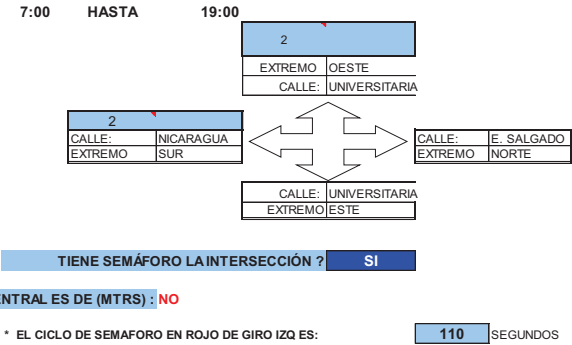 7:00 HASTA 19:00
2
EXTREMO OESTE
CALLE: UNIVERSITARIA
2
CALLE: NICARAGUA
EXTREMO SUR
CALLE: E. SALGADO
EXTREMO NORTE
CALLE: UNIVERSITARIA
EXTREMO ESTE
TIENE SEMÁFORO LA INTERSECCIÓN ? SI
ENTRAL ES DE (MTRS) : NO
* EL CICLO DE SEMAFORO EN ROJO DE GIRO IZQ ES: 110 SEGUNDOS